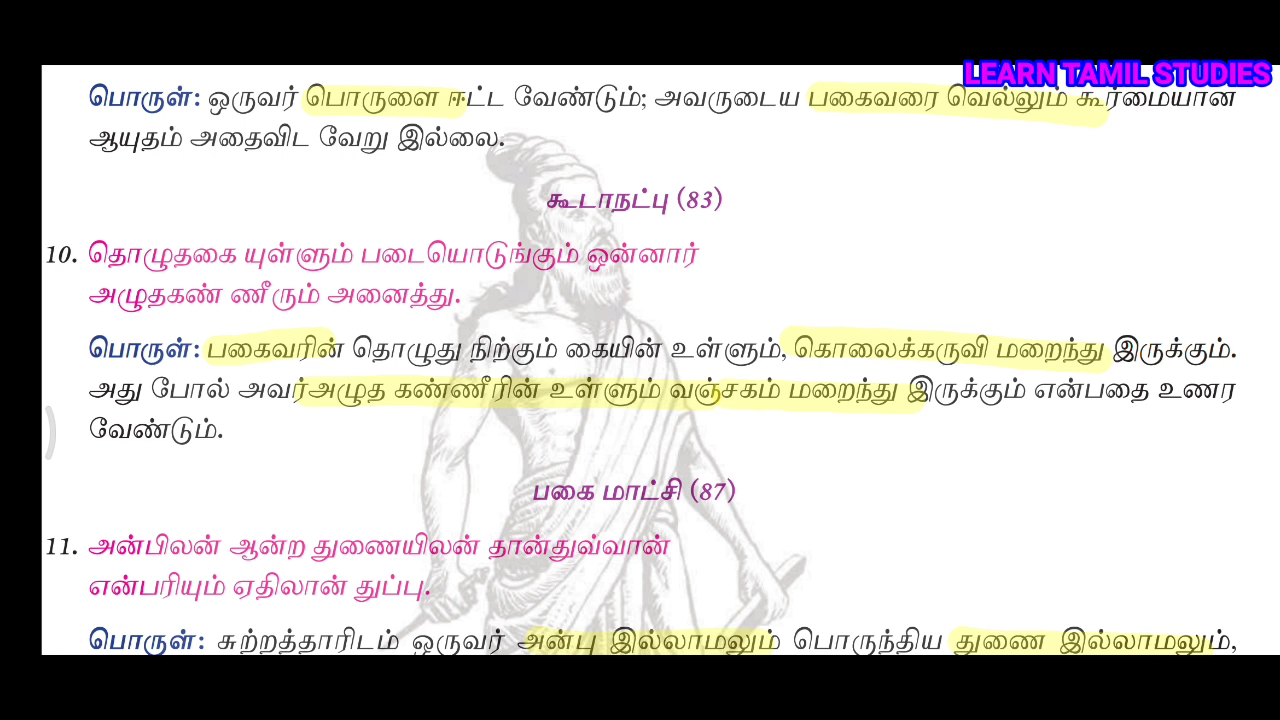 LEARN TAMIL STUDIES
பொருள்: ஒருவர் பொருளை ஈட்ட வேண்டும்; அவருடைய பகைவரை வெல்லும் கூர்மையான
ஆயுதம் அதைவிட வேறு இல்லை.
கூடாநட்பு (83)
10. தொழுதகை யுள்ளும் படையொடுங்கும் ஒன்னார்
அழுதகண் ணீரும் அனைத்து.
பொருள்: பகைவரின் தொழுது நிற்கும் கையின் உள்ளும், கொலைக்கருவி மறைந்து இருக்கும்.
அது போல் அவர்அழுத கண்ணீரின் உள்ளும் வஞ்சகம் மறைந்து இருக்கும் என்பதை உணர
வேண்டும்.
பகை மாட்சி (87)
11. அன்பிலன் ஆன்ற துணையிலன் தான்துவ்வான்
என்பரியும் ஏதிலான் துப்பு.
பொருள்: சுற்றத்தாரிடம் ஒருவர் அன்பு இல்லாமலும் பொருந்திய துணை இல்லாமலும்,